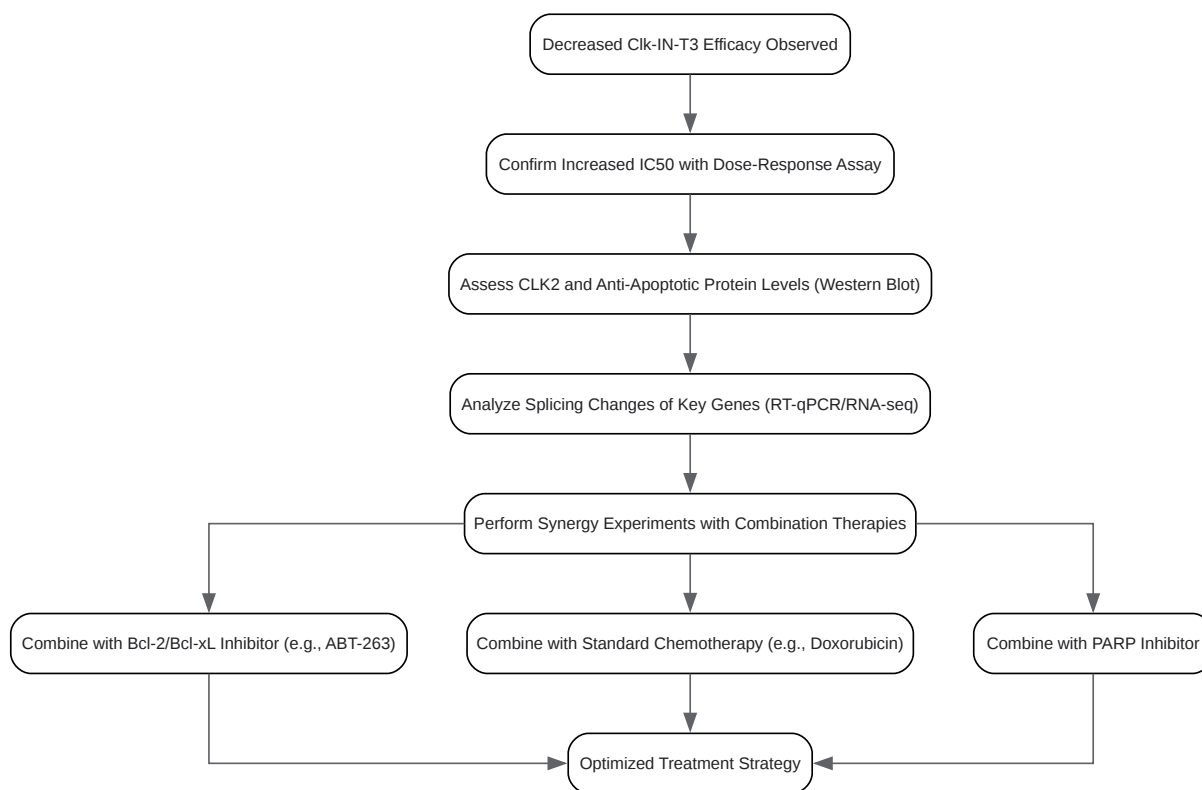 Decreased Clk-IN-T3 Efficacy Observed
Confirm Increased IC50 with Dose-Response Assay
Assess CLK2 and Anti-Apoptotic Protein Levels (Western Blot)
Analyze Splicing Changes of Key Genes (RT-qPCR/RNA-seq)
Perform Synergy Experiments with Combination Therapies
Combine with Bcl-2/Bcl-xL Inhibitor (e.g., ABT-263)
Combine with Standard Chemotherapy (e.g., Doxorubicin)
Combine with PARP Inhibitor
Optimized Treatment Strategy